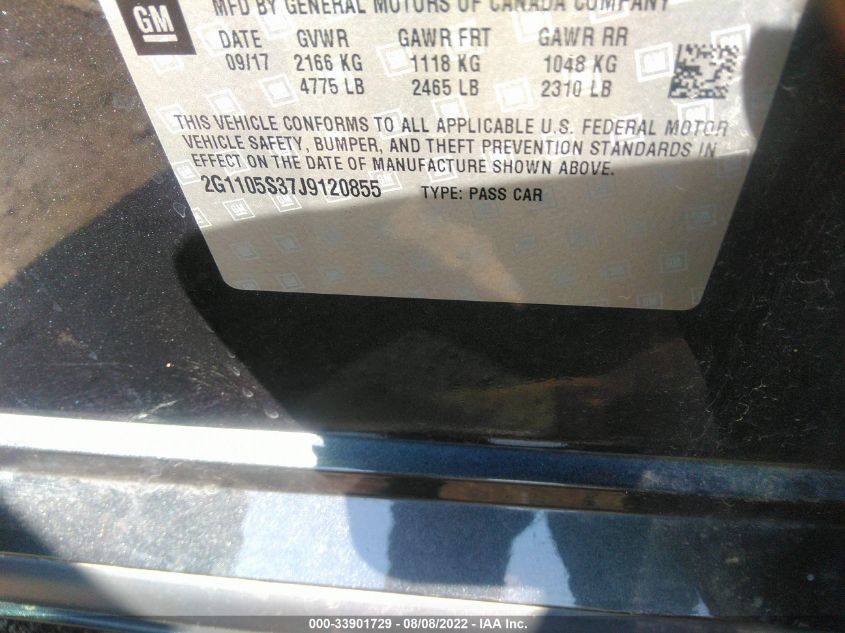 GM
MFD BY GENERAL MOTORS OF CANADA COMPANY
DATE GVWR GAWR FRT GAWR RR
09/17 2166 KG 1118 KG 1048 KG
4775 LB 2465 LB 2310 LB
THIS VEHICLE CONFORMS TO ALL APPLICABLE U.S. FEDERAL MOTOR
VEHICLE SAFETY, BUMPER, AND THEFT PREVENTION STANDARDS IN
EFFECT ON THE DATE OF MANUFACTURE SHOWN ABOVE.
2G1105S37J9120855 TYPE: PASS CAR
000-33901729 - 08/08/2022 - IAA Inc.